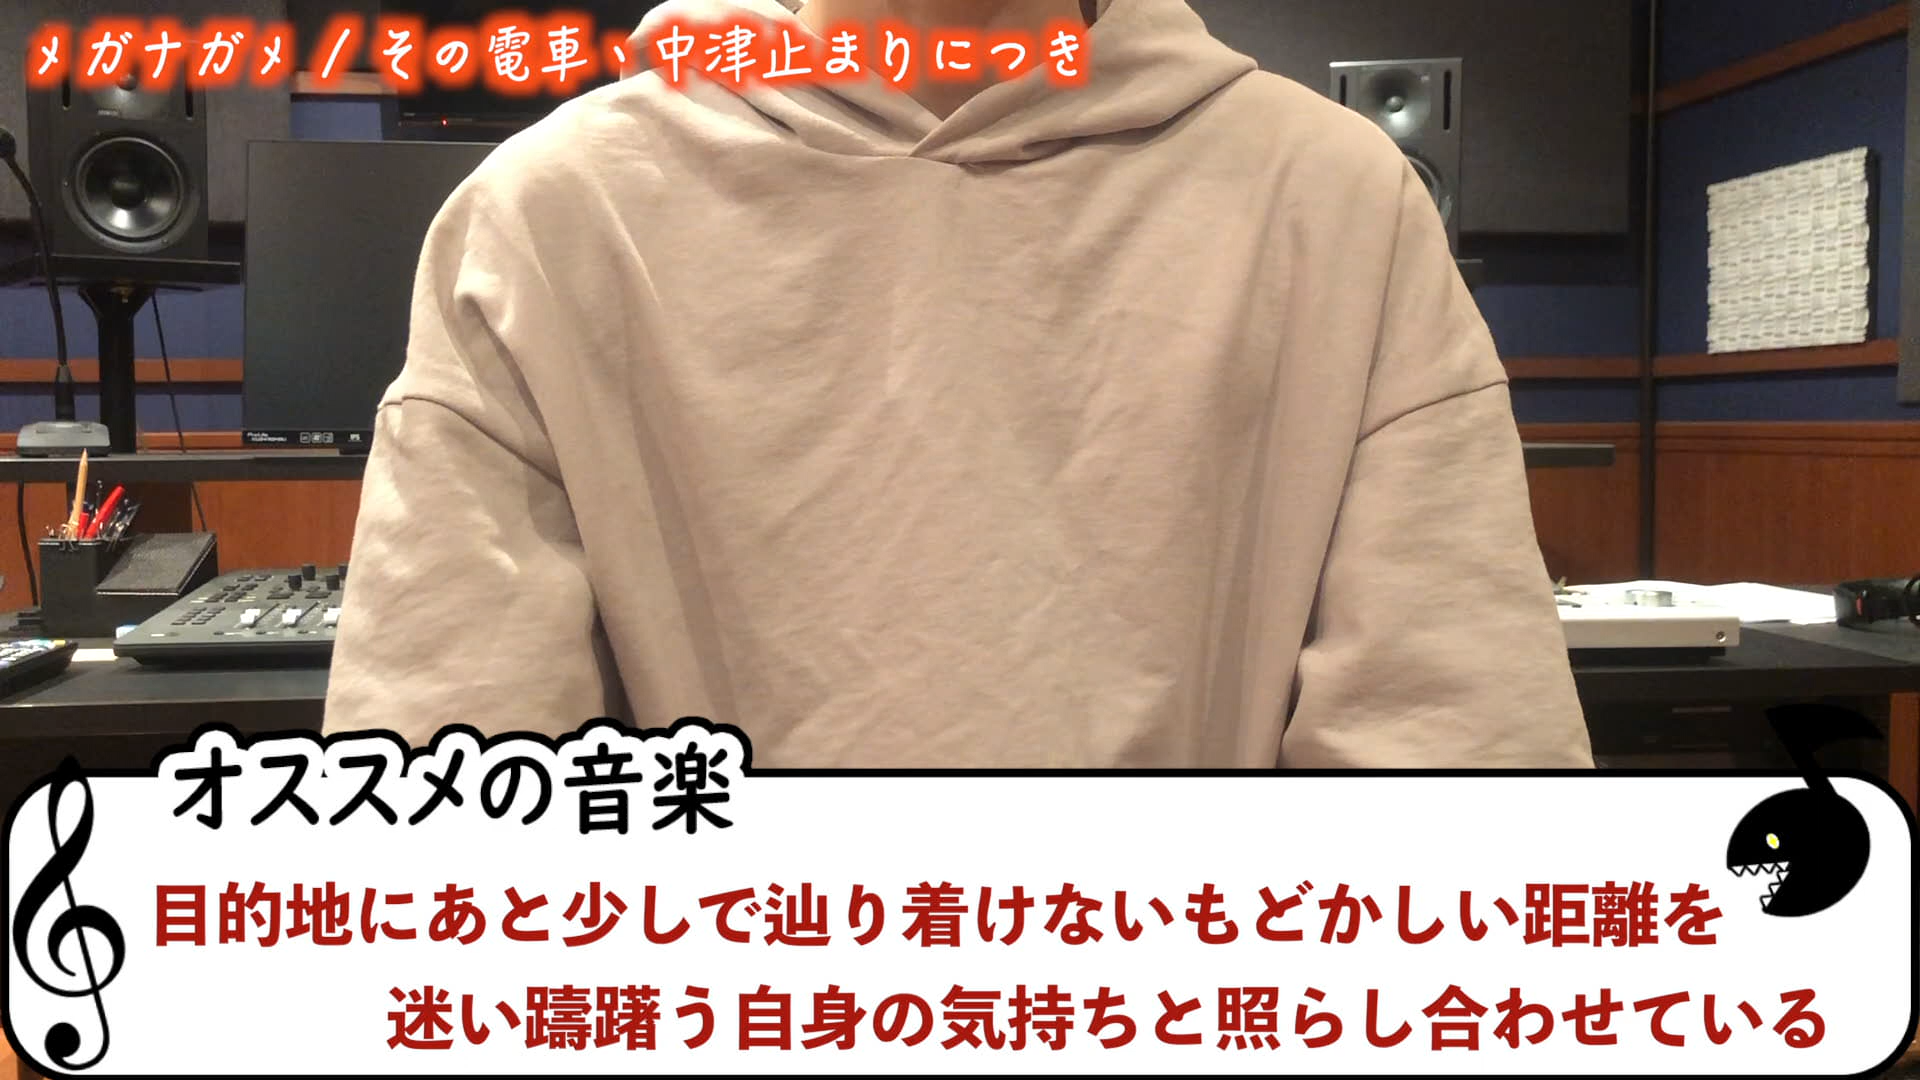 メガナガメ / その電車、中津止まりにつき
オススメの音楽
目的地にあと少しで辿り着けないもどかしい距離を
迷い躊躇う自身の気持ちと照らし合わせている